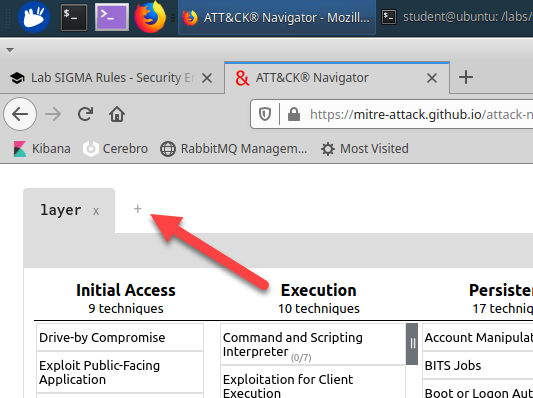 ATT&CK® Navigator - Mozill...
student@ubuntu: /labs/
Lab SIGMA Rules - Security E
ATT&CK® Navigator
https://mitre-attack.github.io/attack-n
Kibana
Cerebro
RabbitMQ Managem...
Most Visited
layer x +
Initial Access
9 techniques
Execution
10 techniques
Persiste
17 techniq
Drive-by Compromise
Exploit Public-Facing
Application
Command and Scripting
Interpreter (0/7)
Exploitation for Client
Execution
Account Manipulat
BITS Jobs
Boot or Logon Aut